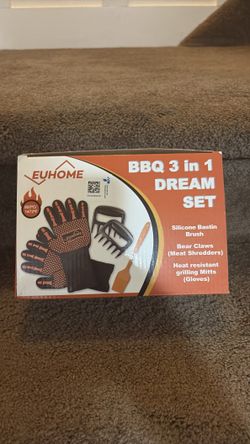 EUHOME
BBQ 3 in 1
DREAM
SET
Silicone Bastin
Brush
Bear Claws
(Meat Shredders)
Heat resistant
grilling Mitts
(Gloves)